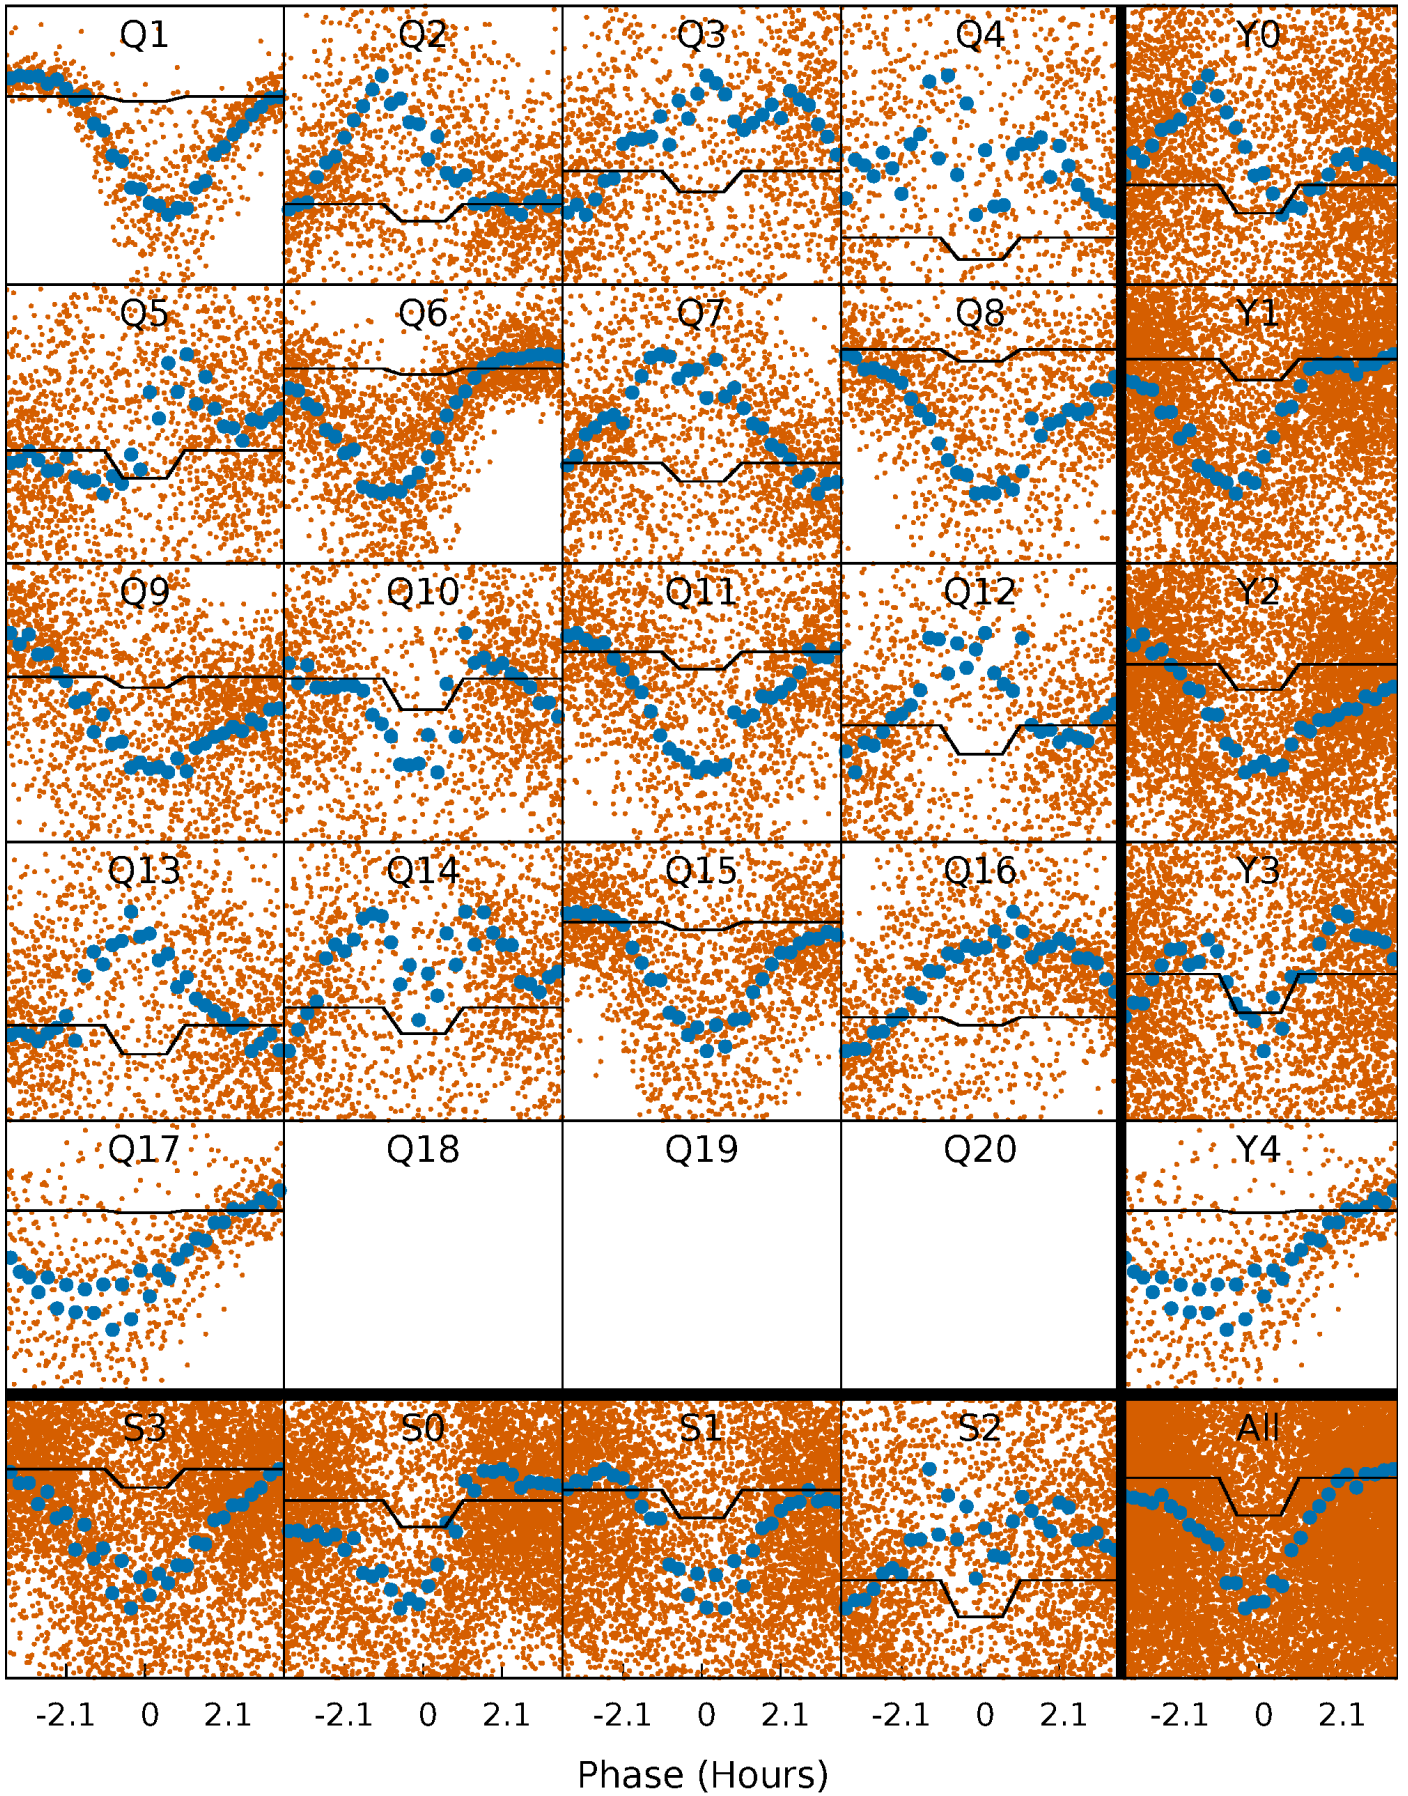 Q1 Q2 Q3 Q4 Y0
Q5 Q6 Q7 Q8 Y1
Q9 Q10 Q11 Q12 Y2
Q13 Q14 Q15 Q16 Y3
Q17 Q18 Q19 Q20 Y4
S3 S0 S1 S2 All
-2.1 0 2.1 -2.1 0 2.1 -2.1 0 2.1 -2.1 0 2.1 -2.1 0 2.1
Phase (Hours)